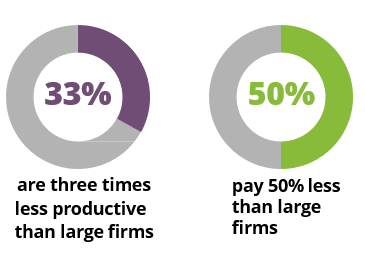 33%
are three times
less productive
than large firms
50%
pay 50% less
than large
firms